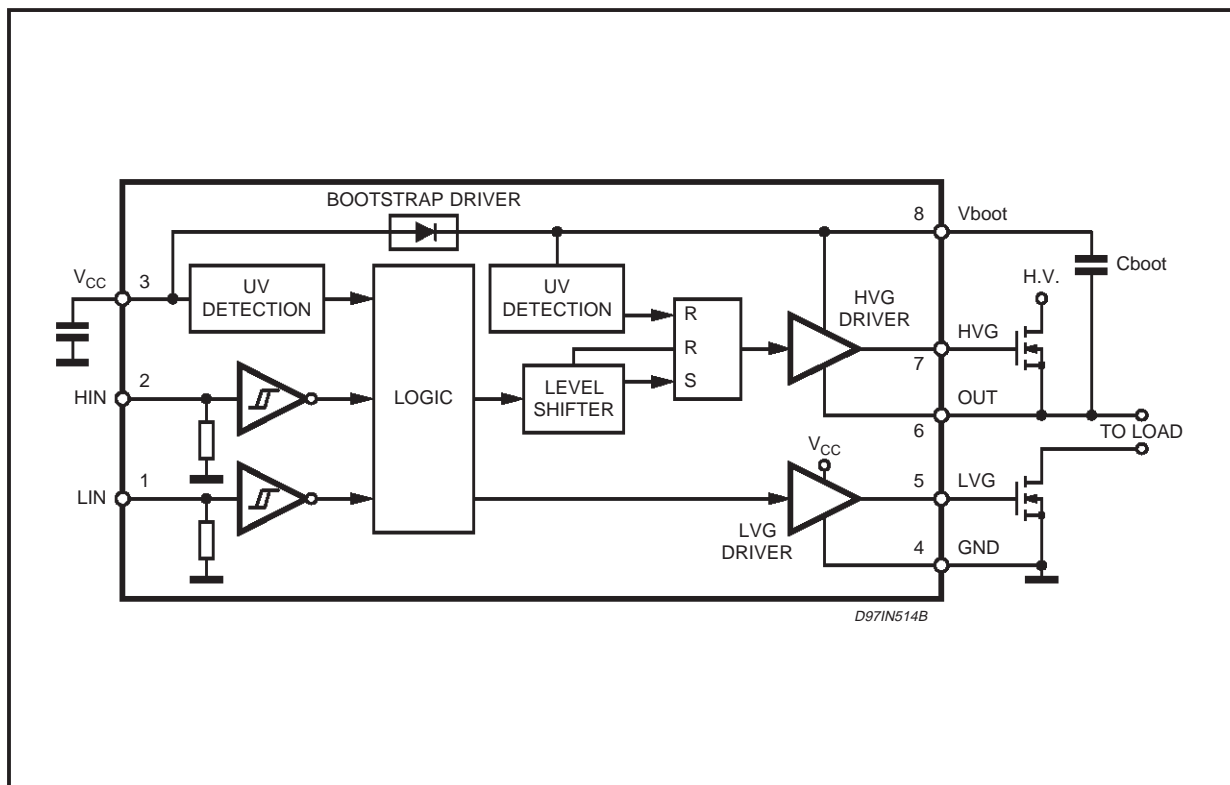 BOOTSTRAP DRIVER
8 Vboot
VCC
3
UV
DETECTION
UV
DETECTION
Cboot
H.V.
HVG
DRIVER
R
R
S
HVG
7
HIN
2
LOGIC
LEVEL
SHIFTER
OUT
6
TO LOAD
VCC
LIN
1
5
LVG
LVG
DRIVER
4
GND
D97IN514B